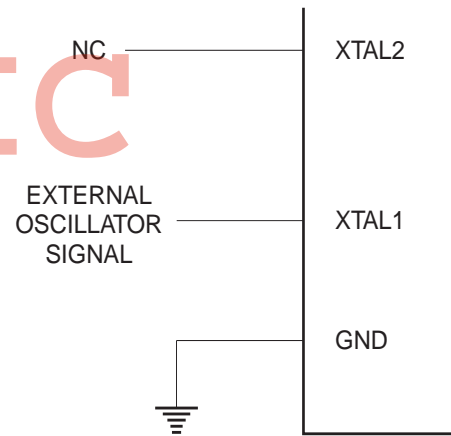 NC
XTAL2
EXTERNAL
OSCILLATOR
SIGNAL
XTAL1
GND